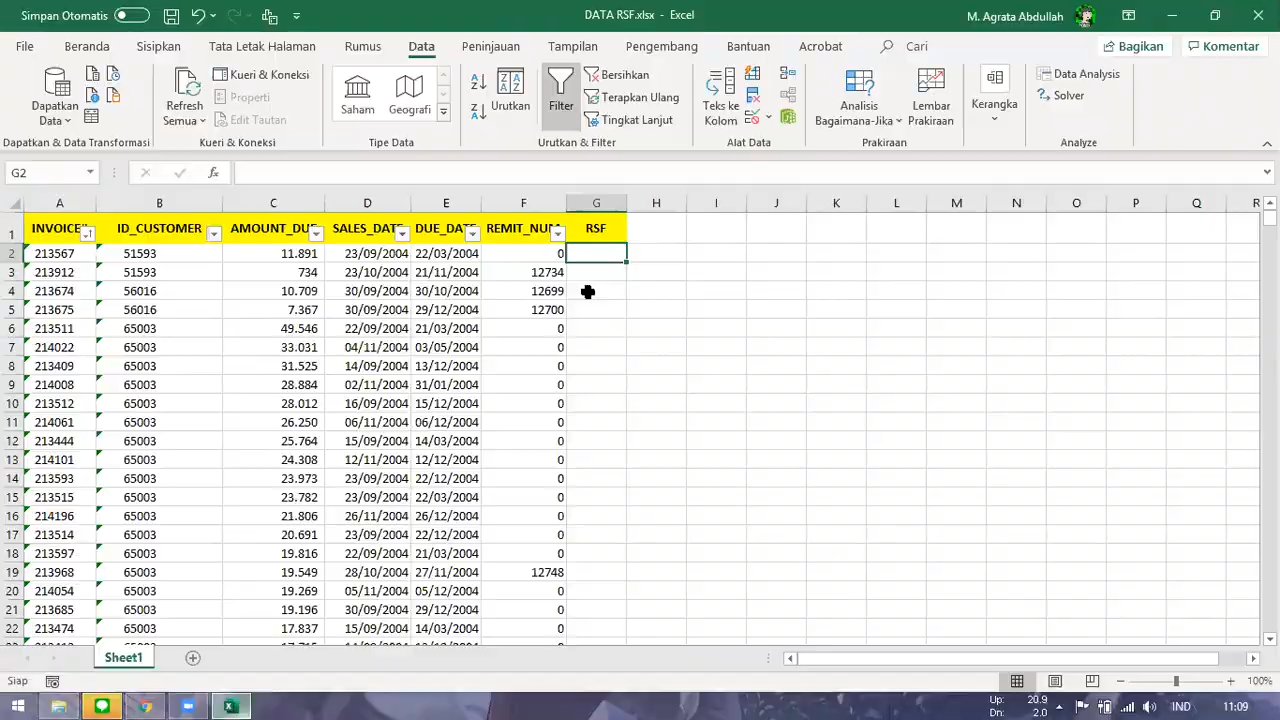 Simpan Otomatis DATA RSF.xlsx - Excel M. Agrata Abdullah
File Beranda Sisipkan Tata Letak Halaman Rumus Data Peninjauan Tampilan Pengembang Bantuan Acrobat Cari Bagikan Komentar
Dapatkan Data
Refresh Semua
Kueri & Koneksi
Properti
Edit Tautan
Saham Geografi
Urutkan
Filter
Bersihkan
Terapkan Ulang
Tingkat Lanjut
Teks ke Kolom
Analisis Bagaimana-Jika
Lembar Prakiraan
Kerangka
Data Analysis
Solver
Dapatkan & Data Transformasi Kueri & Koneksi Tipe Data Urutkan & Filter Alat Data Prakiraan Analyze
G2 fx
A B C D E F G H I J K L M N O P Q R
1 INVOICE ID_CUSTOMER AMOUNT_DUE SALES_DATE DUE_DATE REMIT_NUM RSF
2 213567 51593 11.891 23/09/2004 22/03/2004 0
3 213912 51593 734 23/10/2004 21/11/2004 12734
4 213674 56016 10.709 30/09/2004 30/10/2004 12699
5 213675 56016 7.367 30/09/2004 29/12/2004 12700
6 213511 65003 49.546 22/09/2004 21/03/2004 0
7 214022 65003 33.031 04/11/2004 03/05/2004 0
8 213409 65003 31.525 14/09/2004 13/12/2004 0
9 214008 65003 28.884 02/11/2004 31/01/2004 0
10 213512 65003 28.012 16/09/2004 15/12/2004 0
11 214061 65003 26.250 06/11/2004 06/12/2004 0
12 213444 65003 25.764 15/09/2004 14/03/2004 0
13 214101 65003 24.308 12/11/2004 12/12/2004 0
14 213593 65003 23.973 23/09/2004 22/12/2004 0
15 213515 65003 23.782 23/09/2004 22/12/2004 0
16 214196 65003 21.806 26/11/2004 26/12/2004 0
17 213514 65003 20.691 23/09/2004 22/12/2004 0
18 213597 65003 19.816 22/09/2004 21/03/2004 0
19 213968 65003 19.549 28/10/2004 27/11/2004 12748
20 214054 65003 19.269 05/11/2004 05/12/2004 0
21 213685 65003 19.196 30/09/2004 29/12/2004 0
22 213474 65003 17.837 15/09/2004 14/03/2004 0
Sheet1
Siap 100%
Up: 20.9
Dn: 2.0
IND 11:09